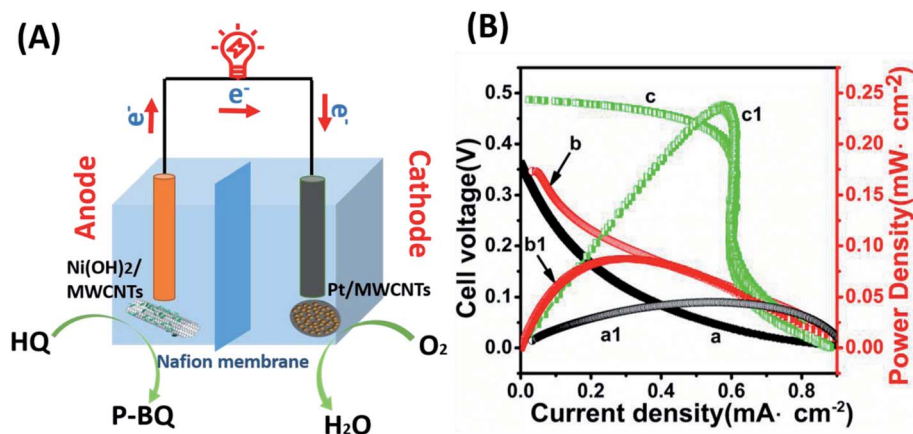 (A)
e⁻
e⁻
e⁻
Anode
Cathode
Ni(OH)2/
MWCNTs
Pt/MWCNTs
HQ
O₂
Nafion membrane
P-BQ
H₂O
(B)
0.5
0.4
0.3
0.2
0.1
0.0
Cell voltage(V)
0.25
0.20
0.15
0.10
0.05
0.00
Power Density(mW· cm⁻²)
c
c1
b
b1
a1
a
0.0
0.2
0.4
0.6
0.8
Current density(mA· cm⁻²)